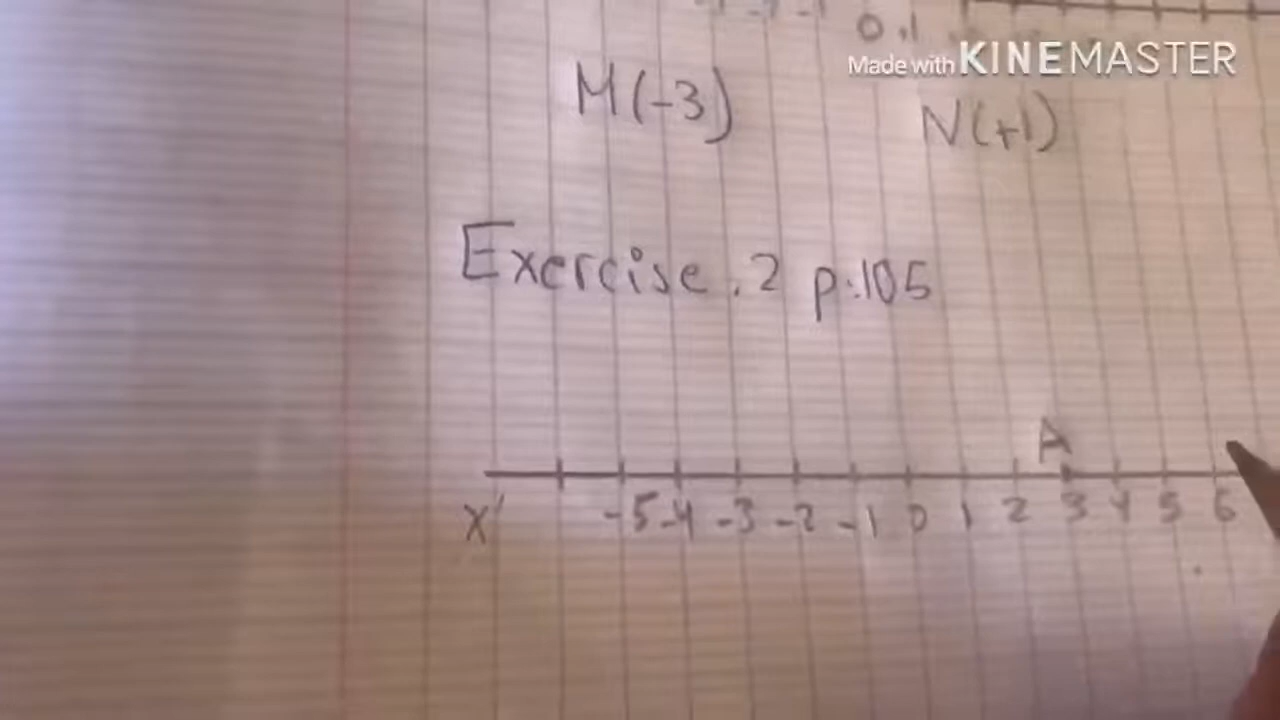 0.1
Made with KINEMASTER
M(-3) N(+1)
Exercise. 2 p:105
A
x' -5 -4 -3 -2 -1 0 1 2 3 4 5 6